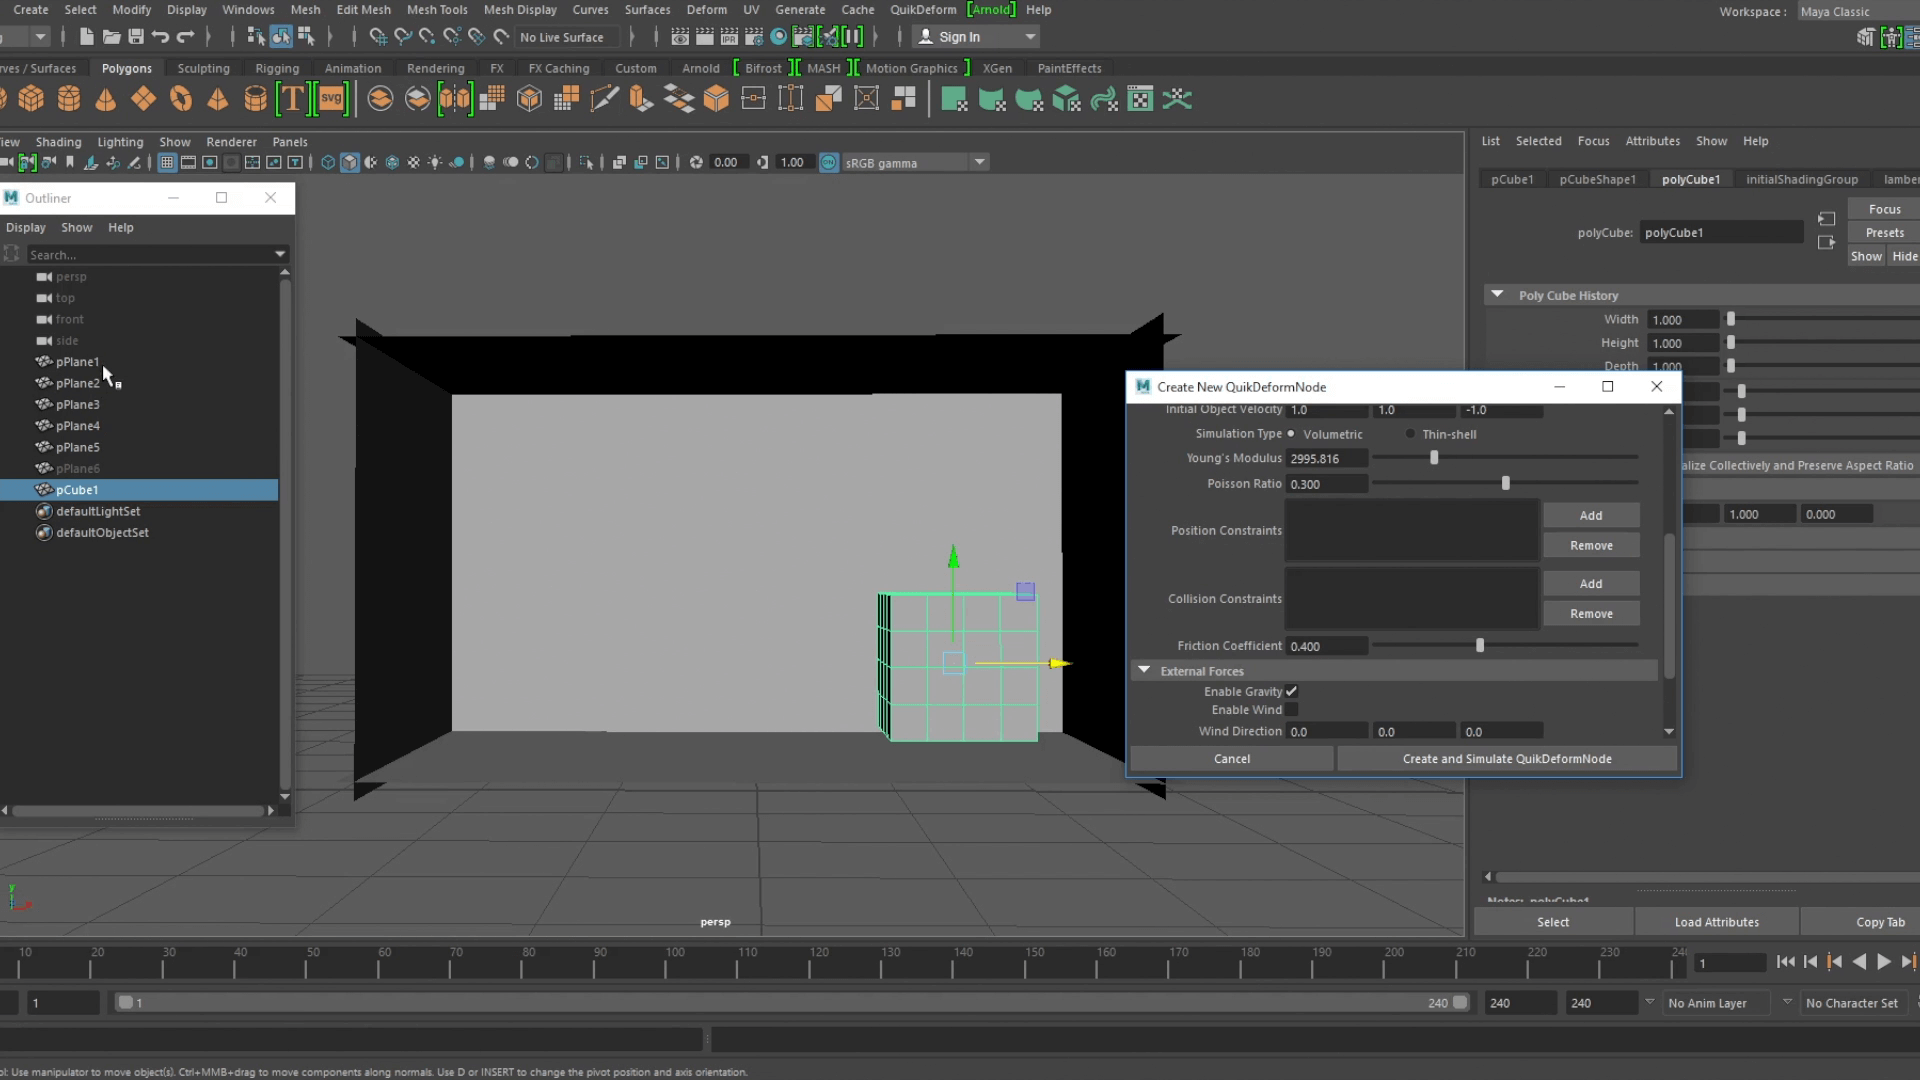 Create Select Modify Display Windows Mesh Edit Mesh Mesh Tools Mesh Display Curves Surfaces Deform UV Generate Cache QuikDeform [Arnold] Help
Workspace : Maya Classic
No Live Surface
Sign In
ves / Surfaces Polygons Sculpting Rigging Animation Rendering FX FX Caching Custom Arnold Bifrost MASH Motion Graphics XGen PaintEffects
T svg
iew Shading Lighting Show Renderer Panels
IPR
0.00 1.00 ON sRGB gamma
List Selected Focus Attributes Show Help
pCube1 pCubeShape1 polyCube1 initialShadingGroup lamber
polyCube: polyCube1
Focus
Presets
Show Hide
Poly Cube History
Width 1.000
Height 1.000
Depth 1.000
alize Collectively and Preserve Aspect Ratio
1.000 0.000
Outliner
Display Show Help
Search...
persp
top
front
side
pPlane1
pPlane2
pPlane3
pPlane4
pPlane5
pPlane6
pCube1
defaultLightSet
defaultObjectSet
Create New QuikDeformNode
Initial Object Velocity 1.0 1.0 -1.0
Simulation Type Volumetric Thin-shell
Young's Modulus 2995.816
Poisson Ratio 0.300
Position Constraints Add
Remove
Collision Constraints Add
Remove
Friction Coefficient 0.400
External Forces
Enable Gravity
Enable Wind
Wind Direction 0.0 0.0 0.0
Cancel Create and Simulate QuikDeformNode
y
persp
Notes: polyCube1
Select Load Attributes Copy Tab
10 20 30 40 50 60 70 80 90 100 110 120 130 140 150 160 170 180 190 200 210 220 230 24
1
1 1 240 240 240 No Anim Layer No Character Set
ol: Use manipulator to move object(s). Ctrl+MMB+drag to move components along normals. Use D or INSERT to change the pivot position and axis orientation.